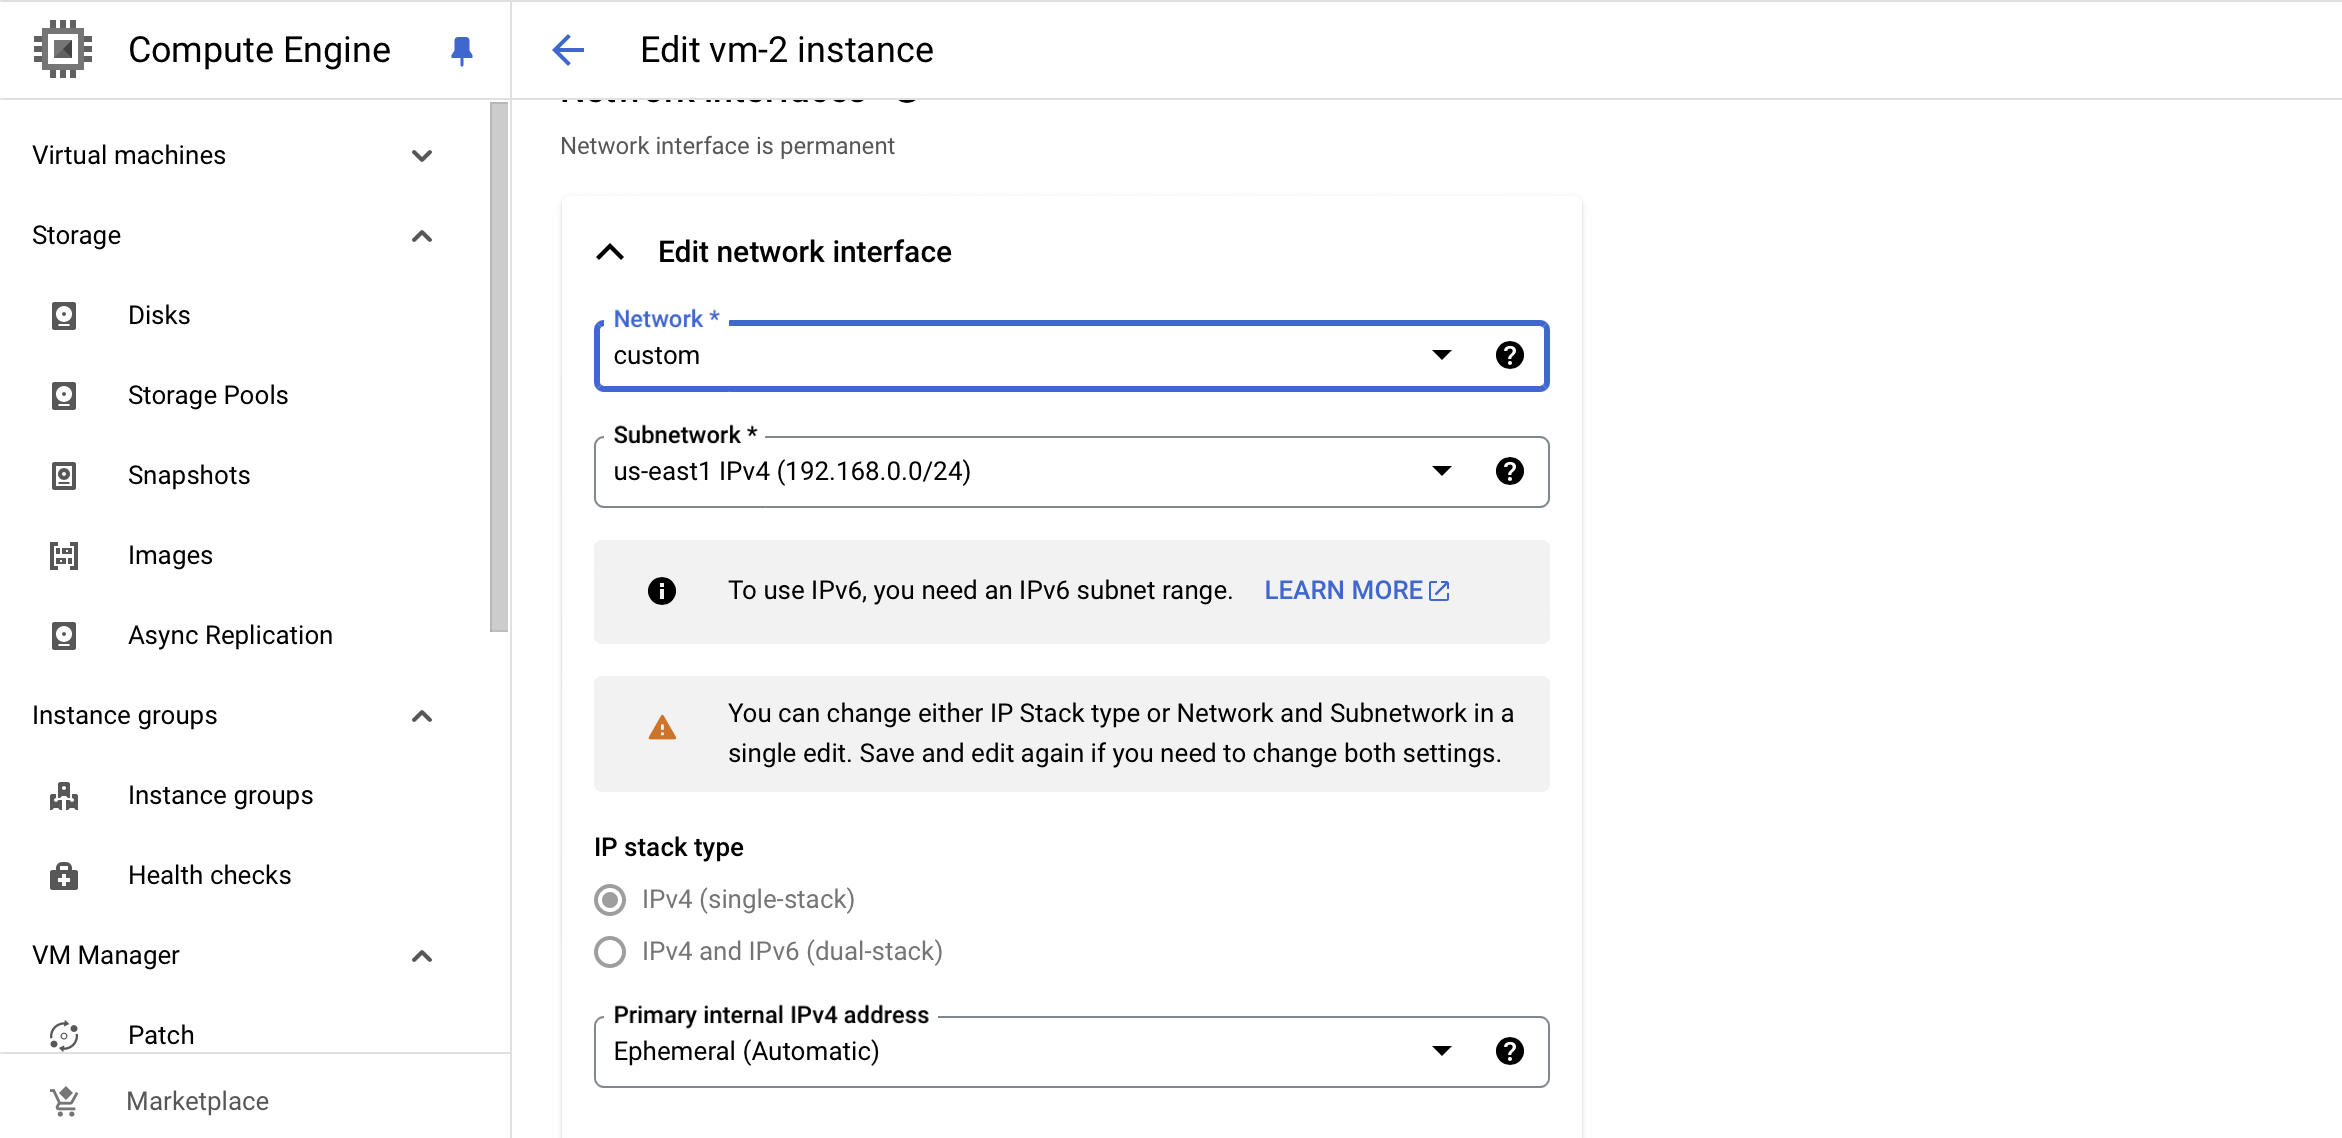 Compute Engine
Edit vm-2 instance
Virtual machines
Storage
Disks
Storage Pools
Snapshots
Images
Async Replication
Instance groups
Instance groups
Health checks
VM Manager
Patch
Marketplace
Network interface is permanent
Edit network interface
Network *
custom
Subnetwork *
us-east1 IPv4 (192.168.0.0/24)
To use IPv6, you need an IPv6 subnet range. LEARN MORE
You can change either IP Stack type or Network and Subnetwork in a
single edit. Save and edit again if you need to change both settings.
IP stack type
IPv4 (single-stack)
IPv4 and IPv6 (dual-stack)
Primary internal IPv4 address
Ephemeral (Automatic)